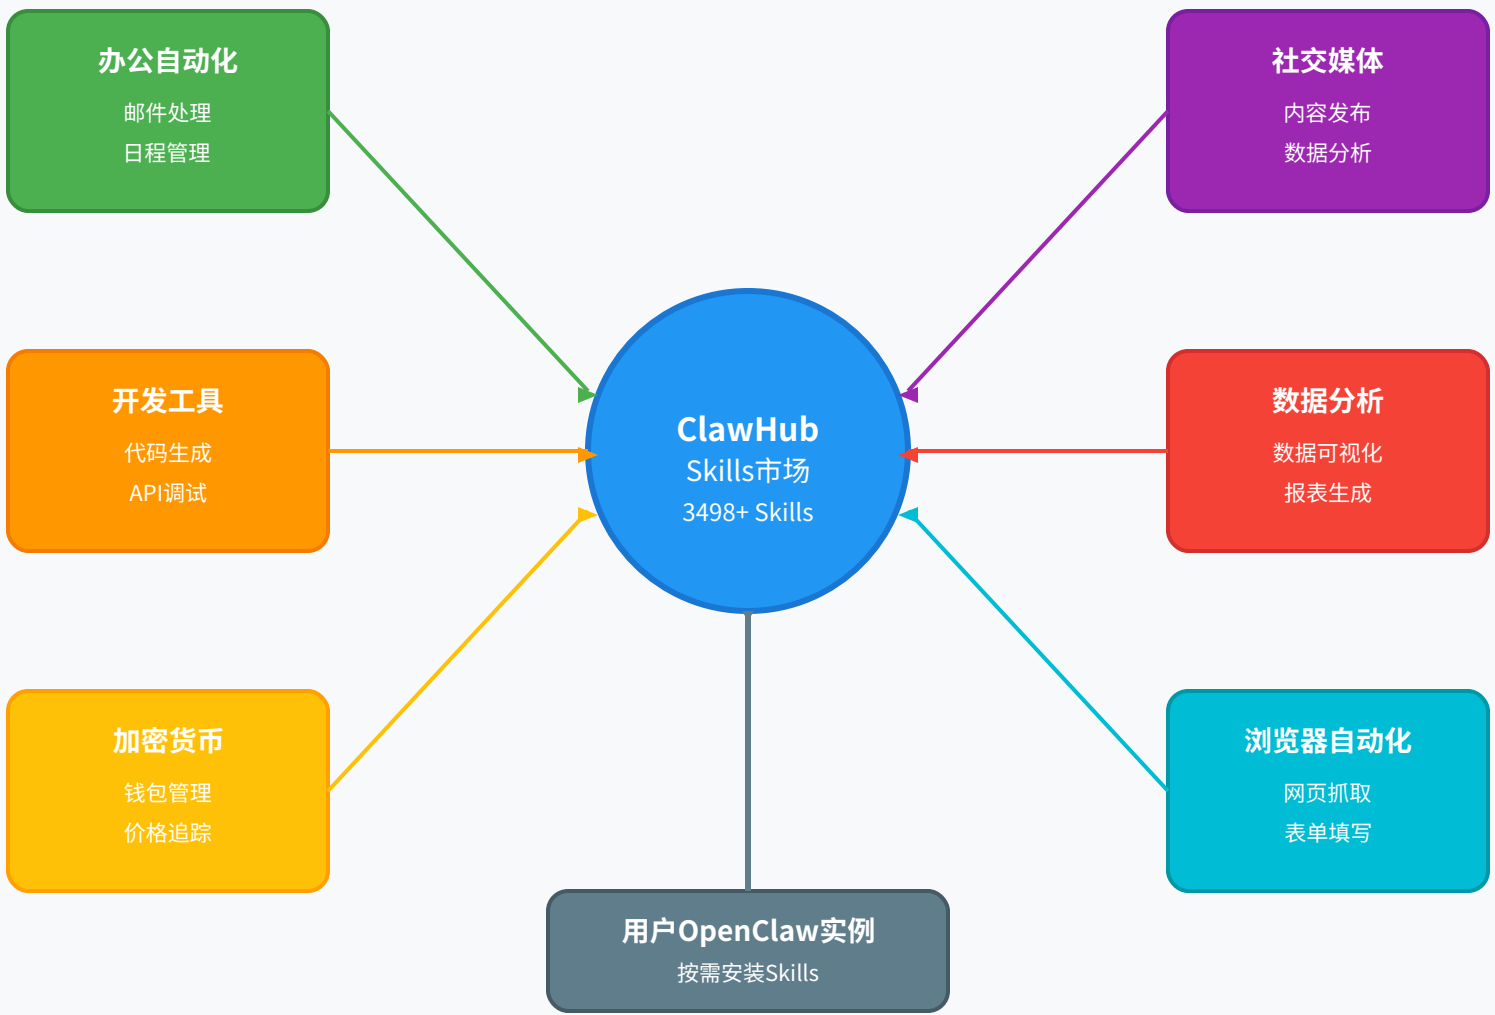 办公自动化
邮件处理
日程管理
社交媒体
内容发布
数据分析
开发工具
代码生成
API调试
ClawHub
Skills市场
3498+ Skills
数据分析
数据可视化
报表生成
加密货币
钱包管理
价格追踪
浏览器自动化
网页抓取
表单填写
用户OpenClaw实例
按需安装Skills